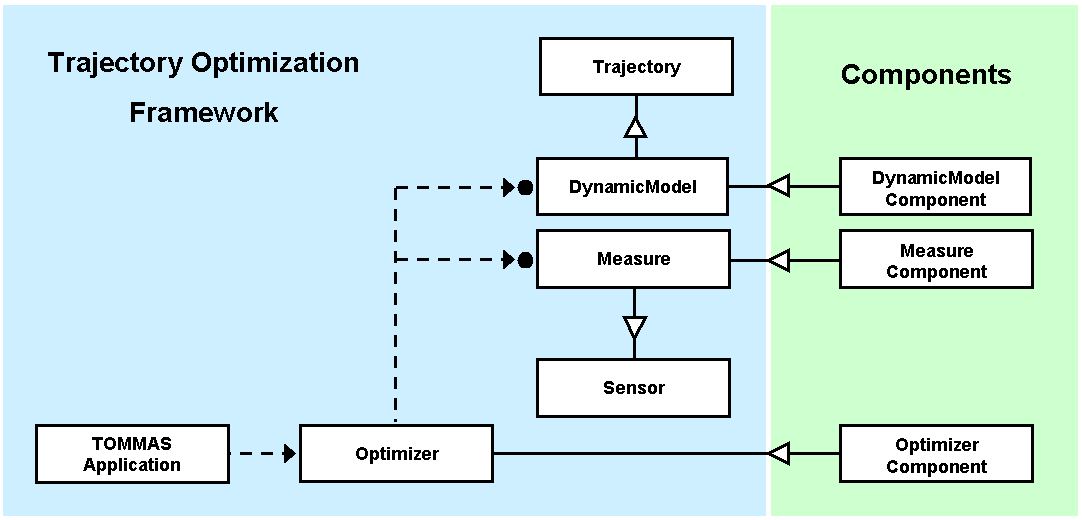 Trajectory Optimization
Framework
Components
Trajectory
DynamicModel
DynamicModel
Component
Measure
Measure
Component
Sensor
TOMMAS
Application
Optimizer
Optimizer
Component